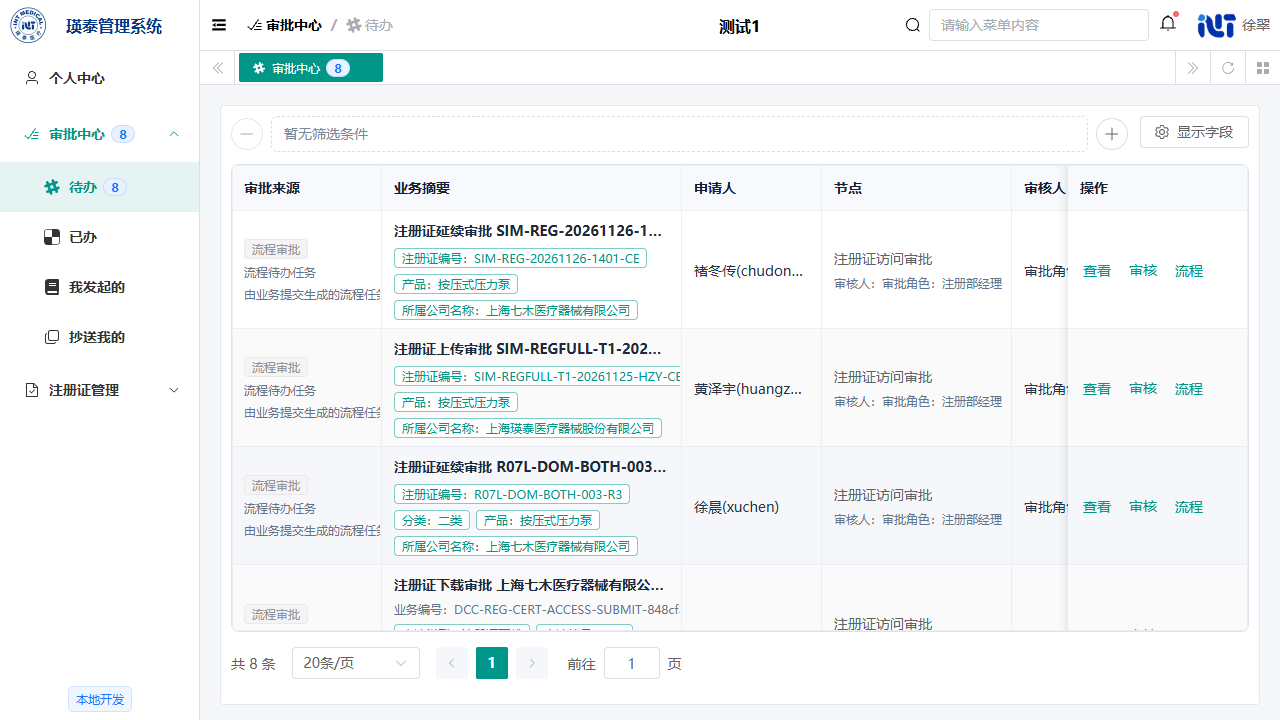 瑛泰管理系统
审批中心 / 待办
测试1
请输入菜单内容
徐翠
个人中心
审批中心 8
待办 8
已办
我发起的
抄送我的
注册证管理
本地开发
审批中心 8
暂无筛选条件
显示字段
审批来源 业务摘要 申请人 节点 审核人 操作
流程审批
流程待办任务
由业务提交生成的流程任务
注册证延续审批 SIM-REG-20261126-1...
注册证编号：SIM-REG-20261126-1401-CE
产品：按压式压力泵
所属公司名称：上海七木医疗器械有限公司
褚冬传(chudon...
注册证访问审批
审核人：审批角色：注册部经理
审批角
查看 审核 流程
流程审批
流程待办任务
由业务提交生成的流程任务
注册证上传审批 SIM-REGFULL-T1-202...
注册证编号：SIM-REGFULL-T1-20261125-HZY-CE
产品：按压式压力泵
所属公司名称：上海瑛泰医疗器械股份有限公司
黄泽宇(huangz...
注册证访问审批
审核人：审批角色：注册部经理
审批角
查看 审核 流程
流程审批
流程待办任务
由业务提交生成的流程任务
注册证延续审批 R07L-DOM-BOTH-003...
注册证编号：R07L-DOM-BOTH-003-R3
分类：二类 产品：按压式压力泵
所属公司名称：上海七木医疗器械有限公司
徐晨(xuchen)
注册证访问审批
审核人：审批角色：注册部经理
审批角
查看 审核 流程
流程审批
注册证下载审批 上海七木医疗器械有限公...
业务编号：DCC-REG-CERT-ACCESS-SUBMIT-848cf
注册证访问审批
共 8 条 20条/页 1 前往 1 页